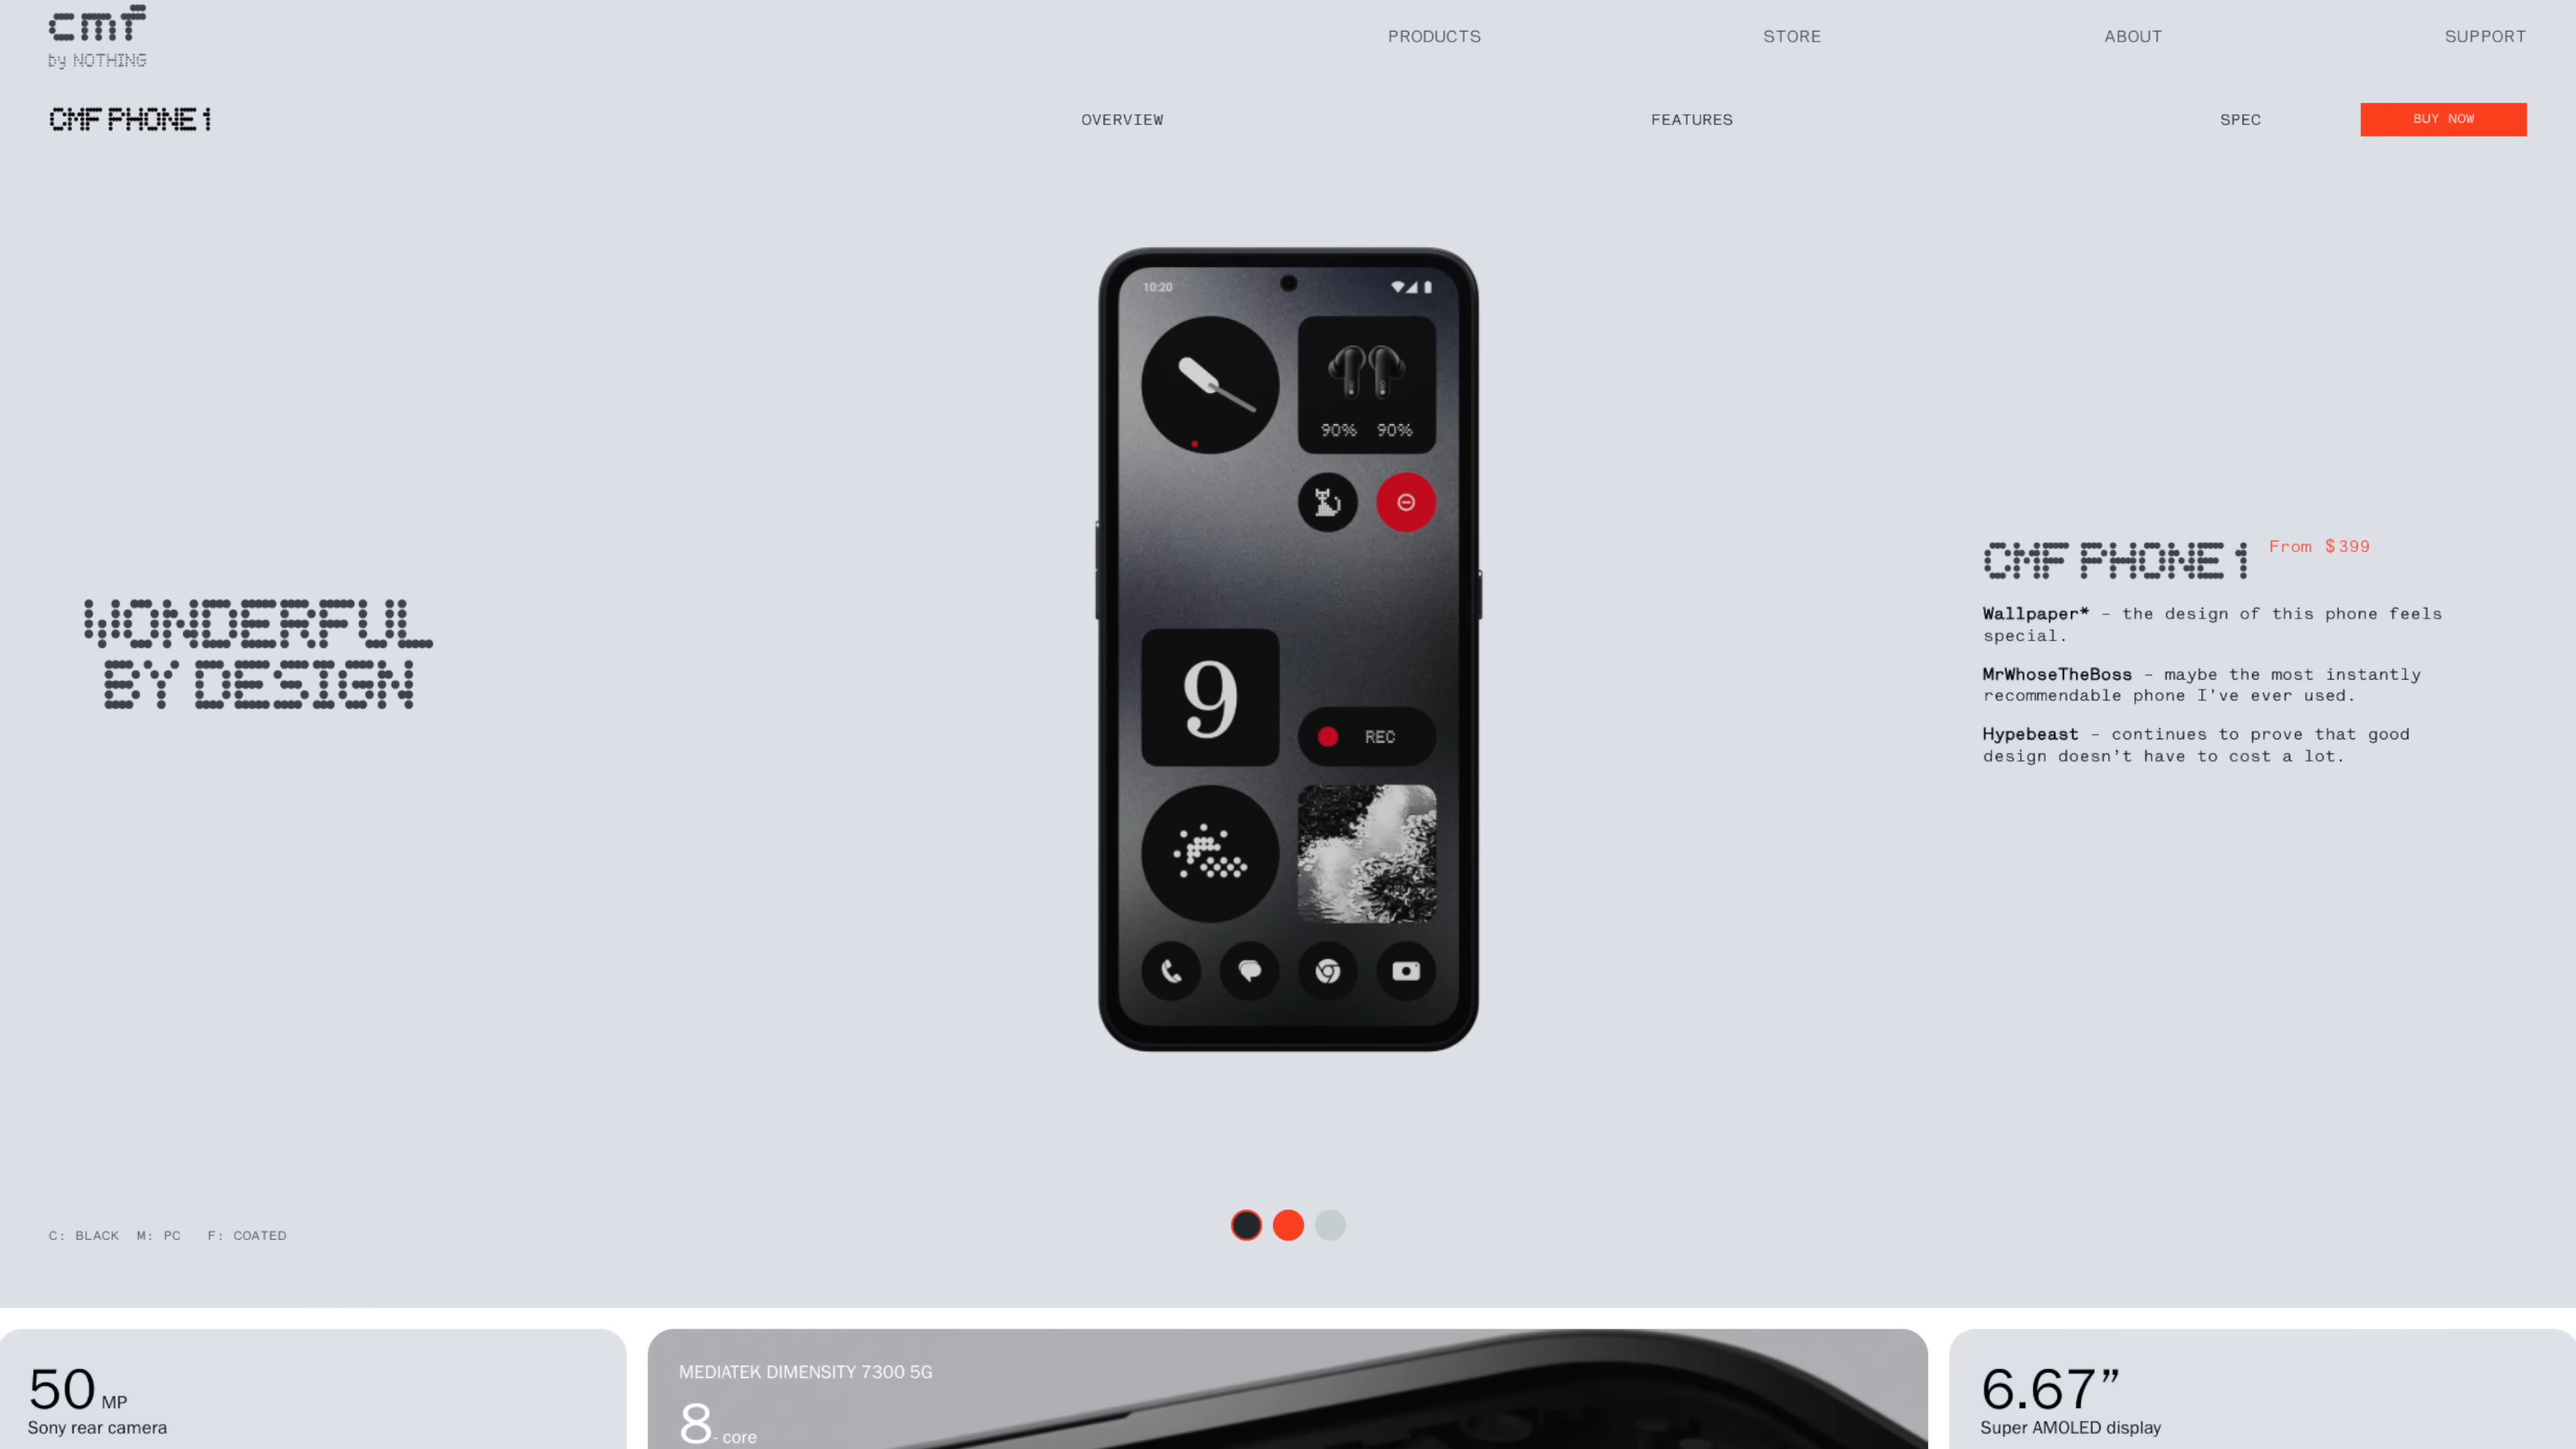 cmf
by NOTHING
PRODUCTS
STORE
ABOUT
SUPPORT
CMF PHONE 1
OVERVIEW
FEATURES
SPEC
BUY NOW
10:20
90% 90%
9
REC
WONDERFUL
BY DESIGN
CMF PHONE 1
From $399
Wallpaper* – the design of this phone feels
special.
MrWhoseTheBoss – maybe the most instantly
recommendable phone I've ever used.
Hypebeast – continues to prove that good
design doesn’t have to cost a lot.
C: BLACK M: PC F: COATED
50 MP
Sony rear camera
MEDIATEK DIMENSITY 7300 5G
8- core
6.67”
Super AMOLED display